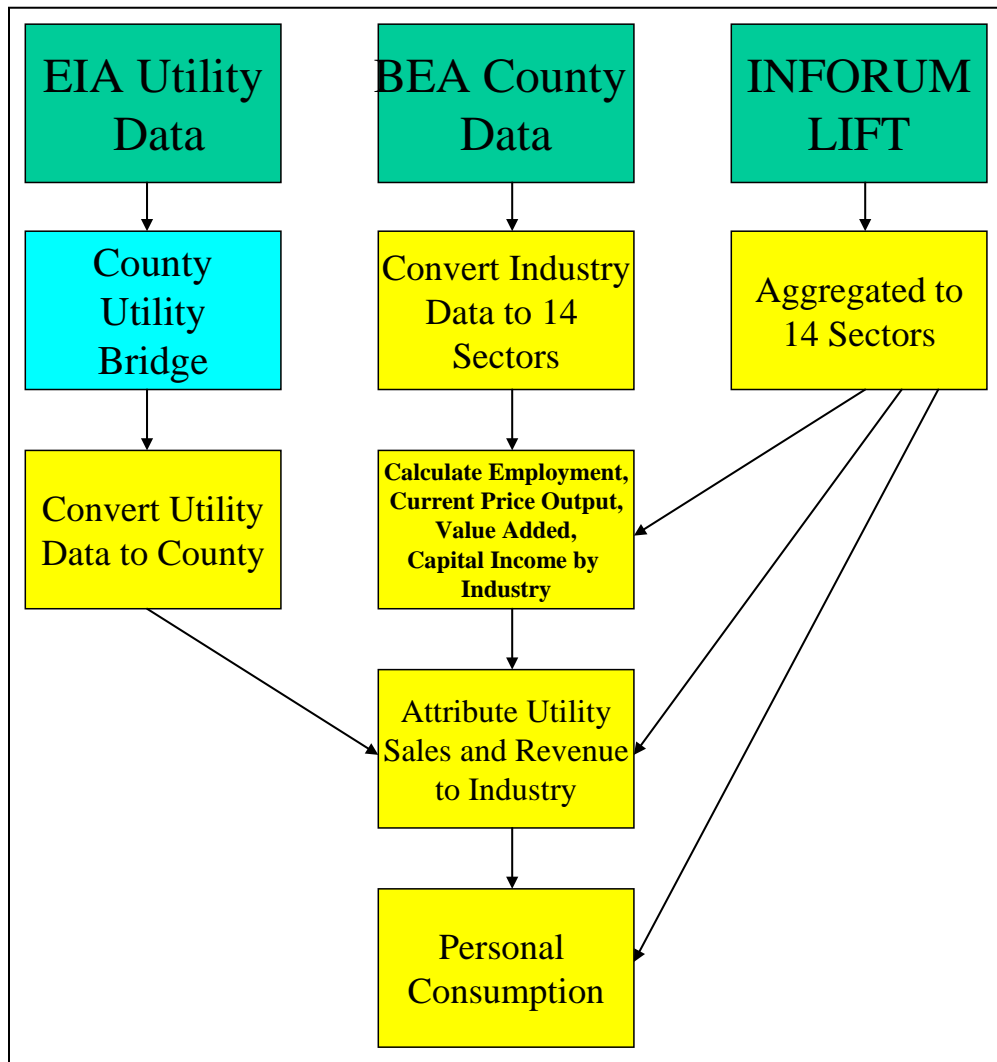 EIA Utility
Data
BEA County
Data
INFORUM
LIFT
County
Utility
Bridge
Convert Industry
Data to 14
Sectors
Aggregated to
14 Sectors
Convert Utility
Data to County
Calculate Employment,
Current Price Output,
Value Added,
Capital Income by
Industry
Attribute Utility
Sales and Revenue
to Industry
Personal
Consumption